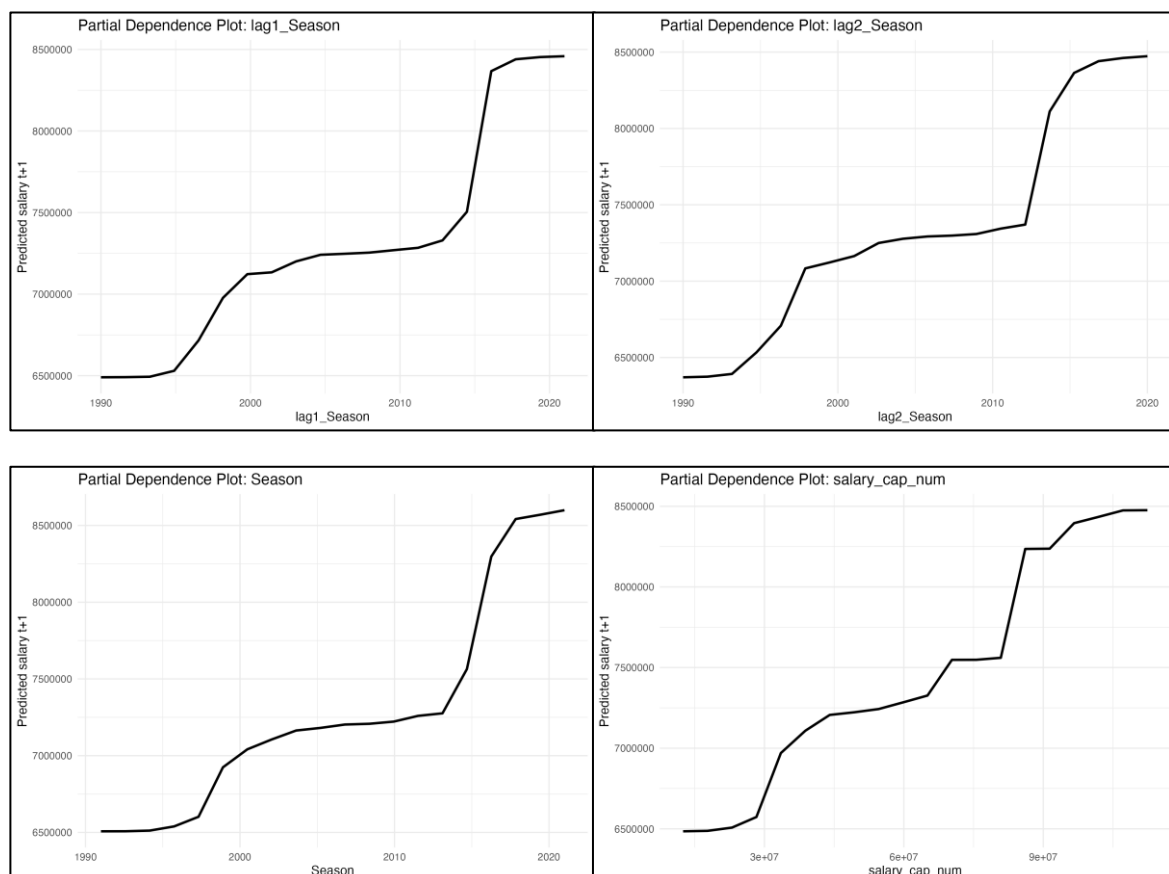 Partial Dependence Plot: lag1_Season
8500000
8000000
7500000
7000000
6500000
Predicted salary t+1
1990
2000
2010
2020
lag1_Season
Partial Dependence Plot: lag2_Season
8500000
8000000
7500000
7000000
6500000
Predicted salary t+1
1990
2000
2010
2020
lag2_Season
Partial Dependence Plot: Season
8500000
8000000
7500000
7000000
6500000
Predicted salary t+1
1990
2000
2010
2020
Season
Partial Dependence Plot: salary_cap_num
8500000
8000000
7500000
7000000
6500000
Predicted salary t+1
3e+07
6e+07
9e+07
salary_cap_num